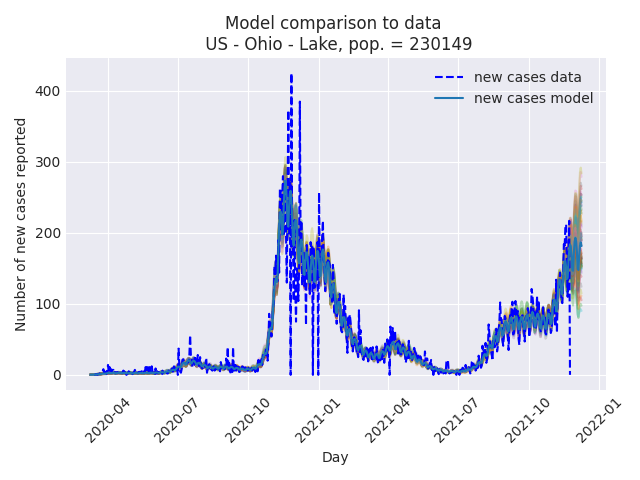 Model comparison to data
US - Ohio - Lake, pop. = 230149
new cases data
new cases model
Number of new cases reported
400
300
200
100
0
2020-04
2020-07
2020-10
2021-01
2021-04
2021-07
2021-10
2022-01
Day